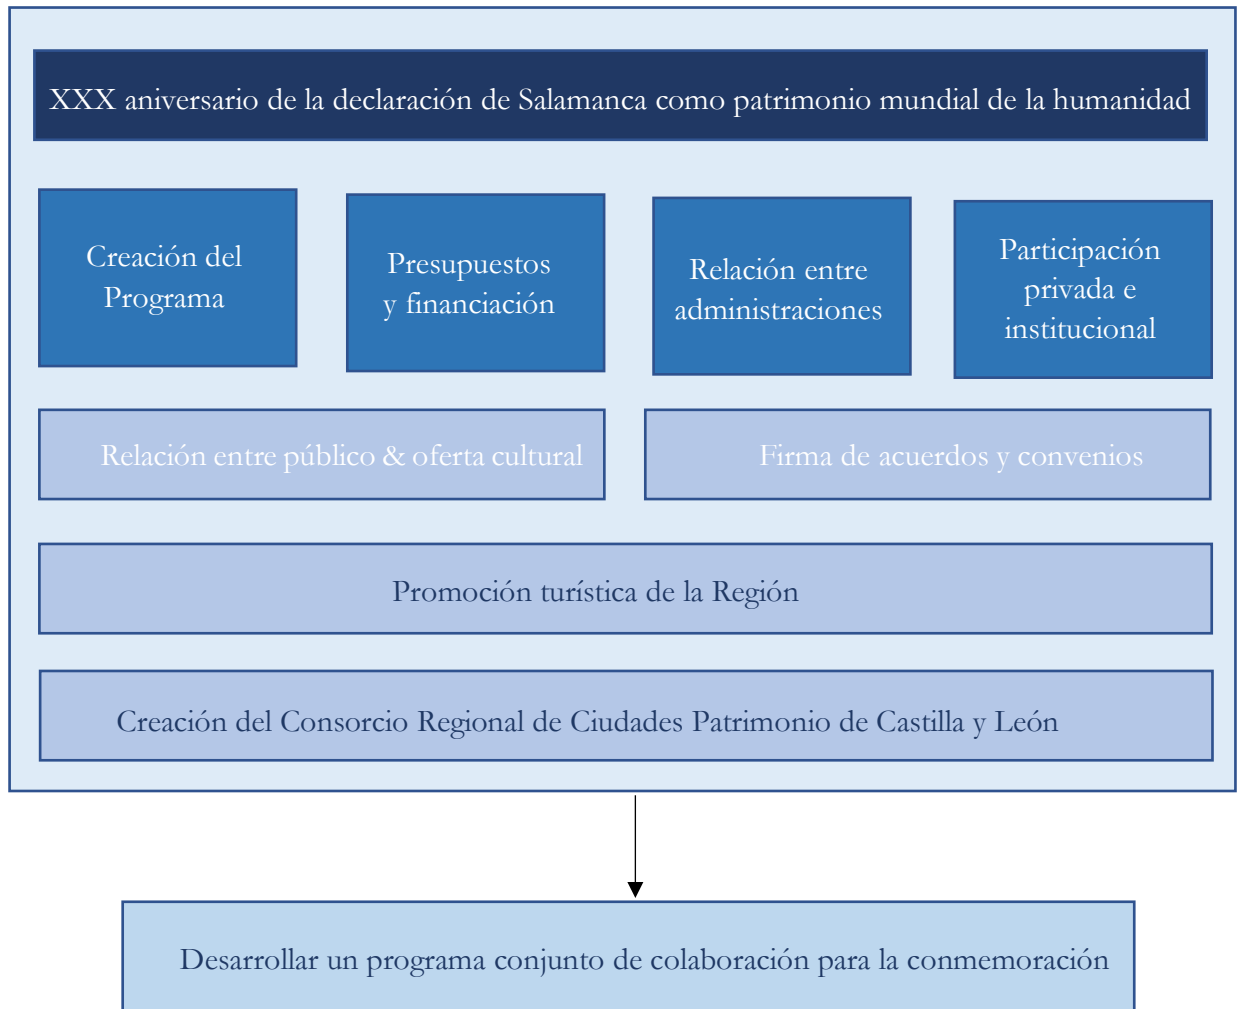 XXX aniversario de la declaración de Salamanca como patrimonio mundial de la humanidad
Creación del
Programa
Presupuestos
y financiación
Relación entre
administraciones
Participación
privada e
institucional
Relación entre público & oferta cultural
Firma de acuerdos y convenios
Promoción turística de la Región
Creación del Consorcio Regional de Ciudades Patrimonio de Castilla y León
Desarrollar un programa conjunto de colaboración para la conmemoración